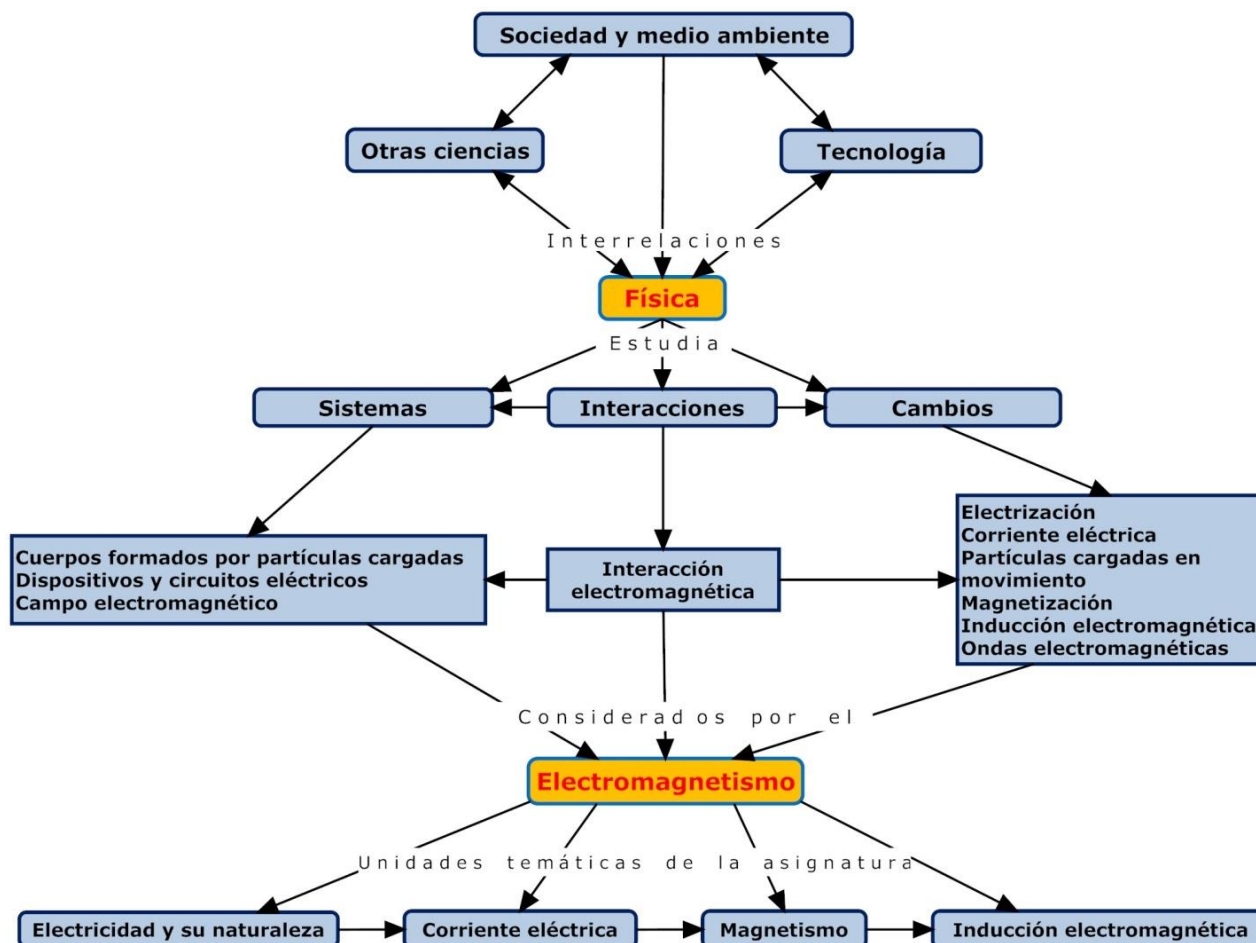 Sociedad y medio ambiente
Otras ciencias
Tecnología
Interrelaciones
Física
Estudia
Sistemas
Interacciones
Cambios
Cuerpos formados por partículas cargadas
Dispositivos y circuitos eléctricos
Campo electromagnético
Interacción
electromagnética
Electrización
Corriente eléctrica
Partículas cargadas en
movimiento
Magnetización
Inducción electromagnética
Ondas electromagnéticas
Considerados por el
Electromagnetismo
Unidades temáticas de la asignatura
Electricidad y su naturaleza
Corriente eléctrica
Magnetismo
Inducción electromagnética